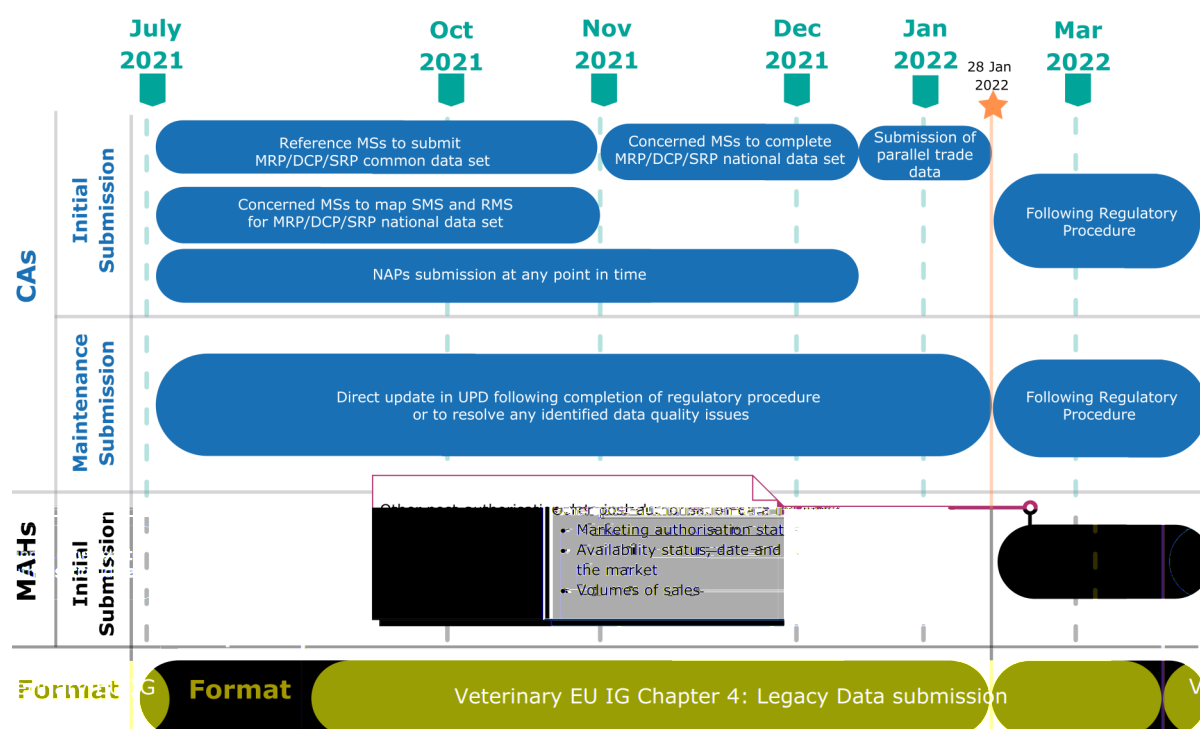 July
2021
Oct
2021
Nov
2021
Dec
2021
Jan
2022
28 Jan
2022
Mar
2022
CAs
Initial
Submission
Reference MSs to submit
MRP/DCP/SRP common data set
Concerned MSs to complete
MRP/DCP/SRP national data set
Submission of
parallel trade
data
Concerned MSs to map SMS and RMS
for MRP/DCP/SRP national data set
Following Regulatory
Procedure
NAPs submission at any point in time
Maintenance
Submission
Direct update in UPD following completion of regulatory procedure
or to resolve any identified data quality issues
Following Regulatory
Procedure
MAHs
Initial
Submission
• Marketing authorisation stat
• Availability status, date and
the market
• Volumes of sales
Format
G
Format
Veterinary EU IG Chapter 4: Legacy Data submission
V